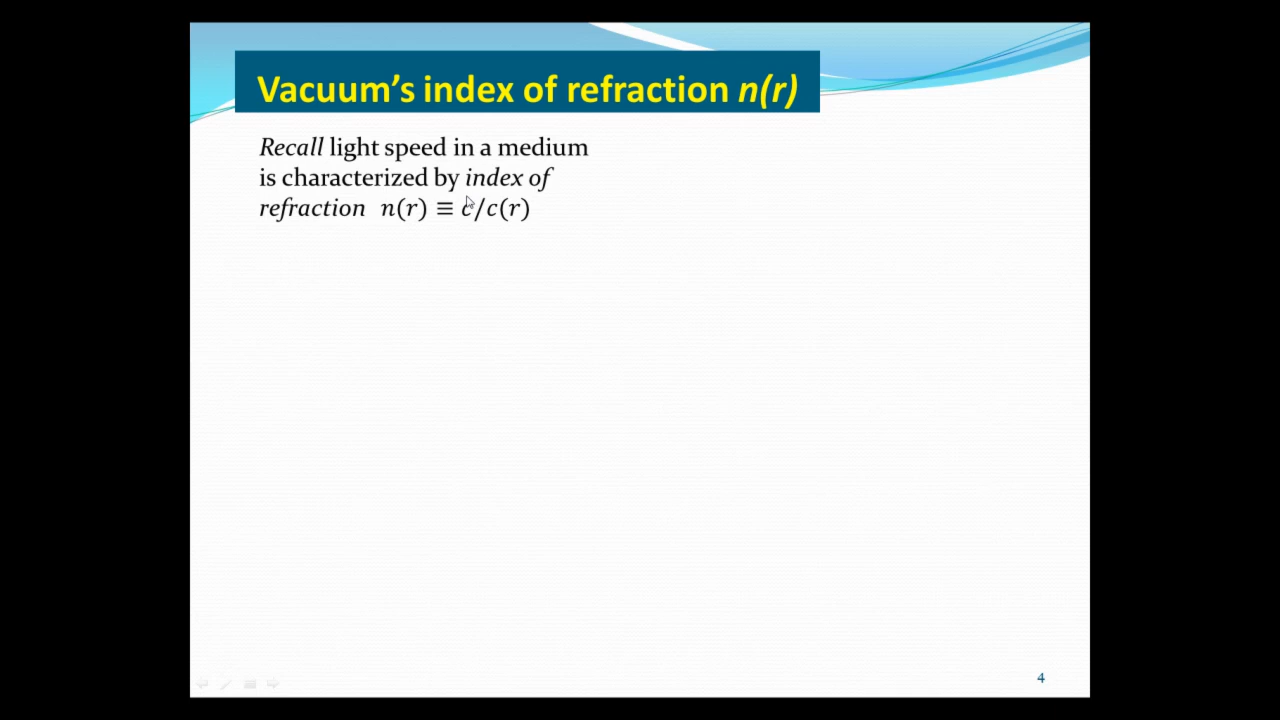 Vacuum's index of refraction n(r)
Recall light speed in a medium
is characterized by index of
refraction n(r) ≡ c/c(r)
4